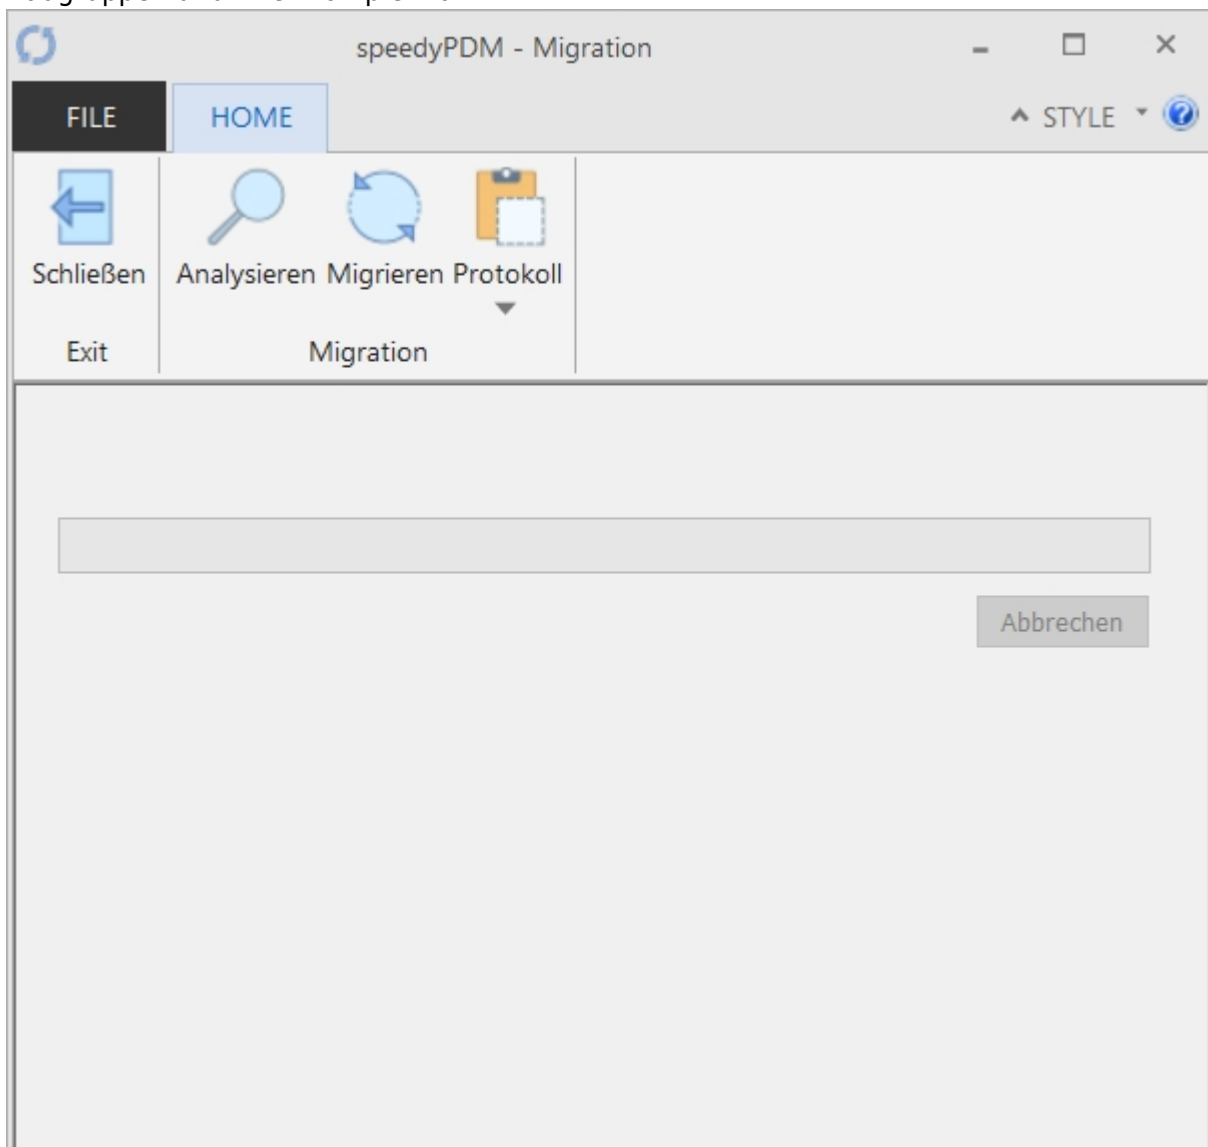 speedyPDM - Migration
FILE HOME STYLE
Schließen Analysieren Migrieren Protokoll
Exit Migration
Abbrechen